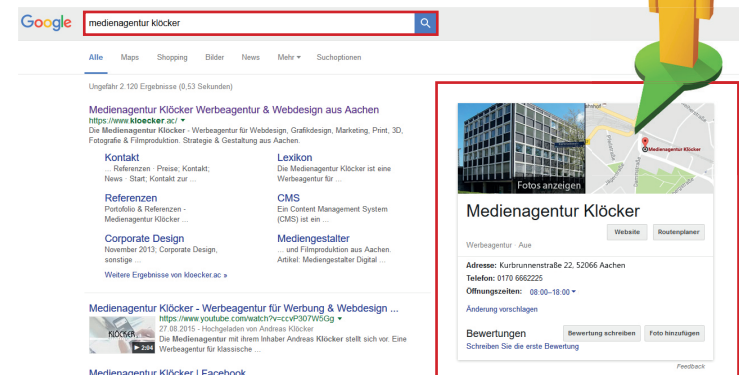 Google
medienagentur klöcker
Alle Maps Shopping Bilder News Mehr Suchoptionen
Ungefähr 2 120 Ergebnisse (0,53 Sekunden)
Medienagentur Klöcker Werbeagentur & Webdesign aus Aachen
https://www.kloecker.ac/
Die Medienagentur Klöcker - Werbeagentur für Webdesign, Grafikdesign, Marketing, Print, 3D,
Fotografie & Filmproduktion. Strategie & Gestaltung aus Aachen.
Kontakt
... Referenzen · Preise; Kontakt;
News · Start; Kontakt zur ...
Lexikon
Die Medienagentur Klöcker ist eine
Werbeagentur für ...
Referenzen
Portofolio & Referenzen -
Medienagentur Klöcker ...
CMS
Ein Content Management System
(CMS) ist ein ...
Corporate Design
November 2013; Corporate Design,
sonstige ...
Mediengestalter
... und Filmproduktion aus Aachen.
Artikel: Mediengestalter Digital ...
Weitere Ergebnisse von kloecker.ac »
Medienagentur Klöcker - Werbeagentur für Werbung & Webdesign ...
https://www.youtube.com/watch?v=ccvP307W5Gg
27.08.2015 - Hochgeladen von Andreas Klöcker
Die Medienagentur mit ihrem Inhaber Andreas Klöcker stellt sich vor. Eine
Werbeagentur für klassische ...
KLÖCKER
2:04
Medienagentur Klöcker | Facebook
Fotos anzeigen
Medienagentur Klöcker
Medienagentur Klöcker
Website Routenplaner
Werbeagentur · Aue
Adresse: Kurbrunnenstraße 22, 52066 Aachen
Telefon: 0170 6662225
Öffnungszeiten: 08:00–18:00
Änderung vorschlagen
Bewertungen Bewertung schreiben Foto hinzufügen
Schreiben Sie die erste Bewertung
Feedback